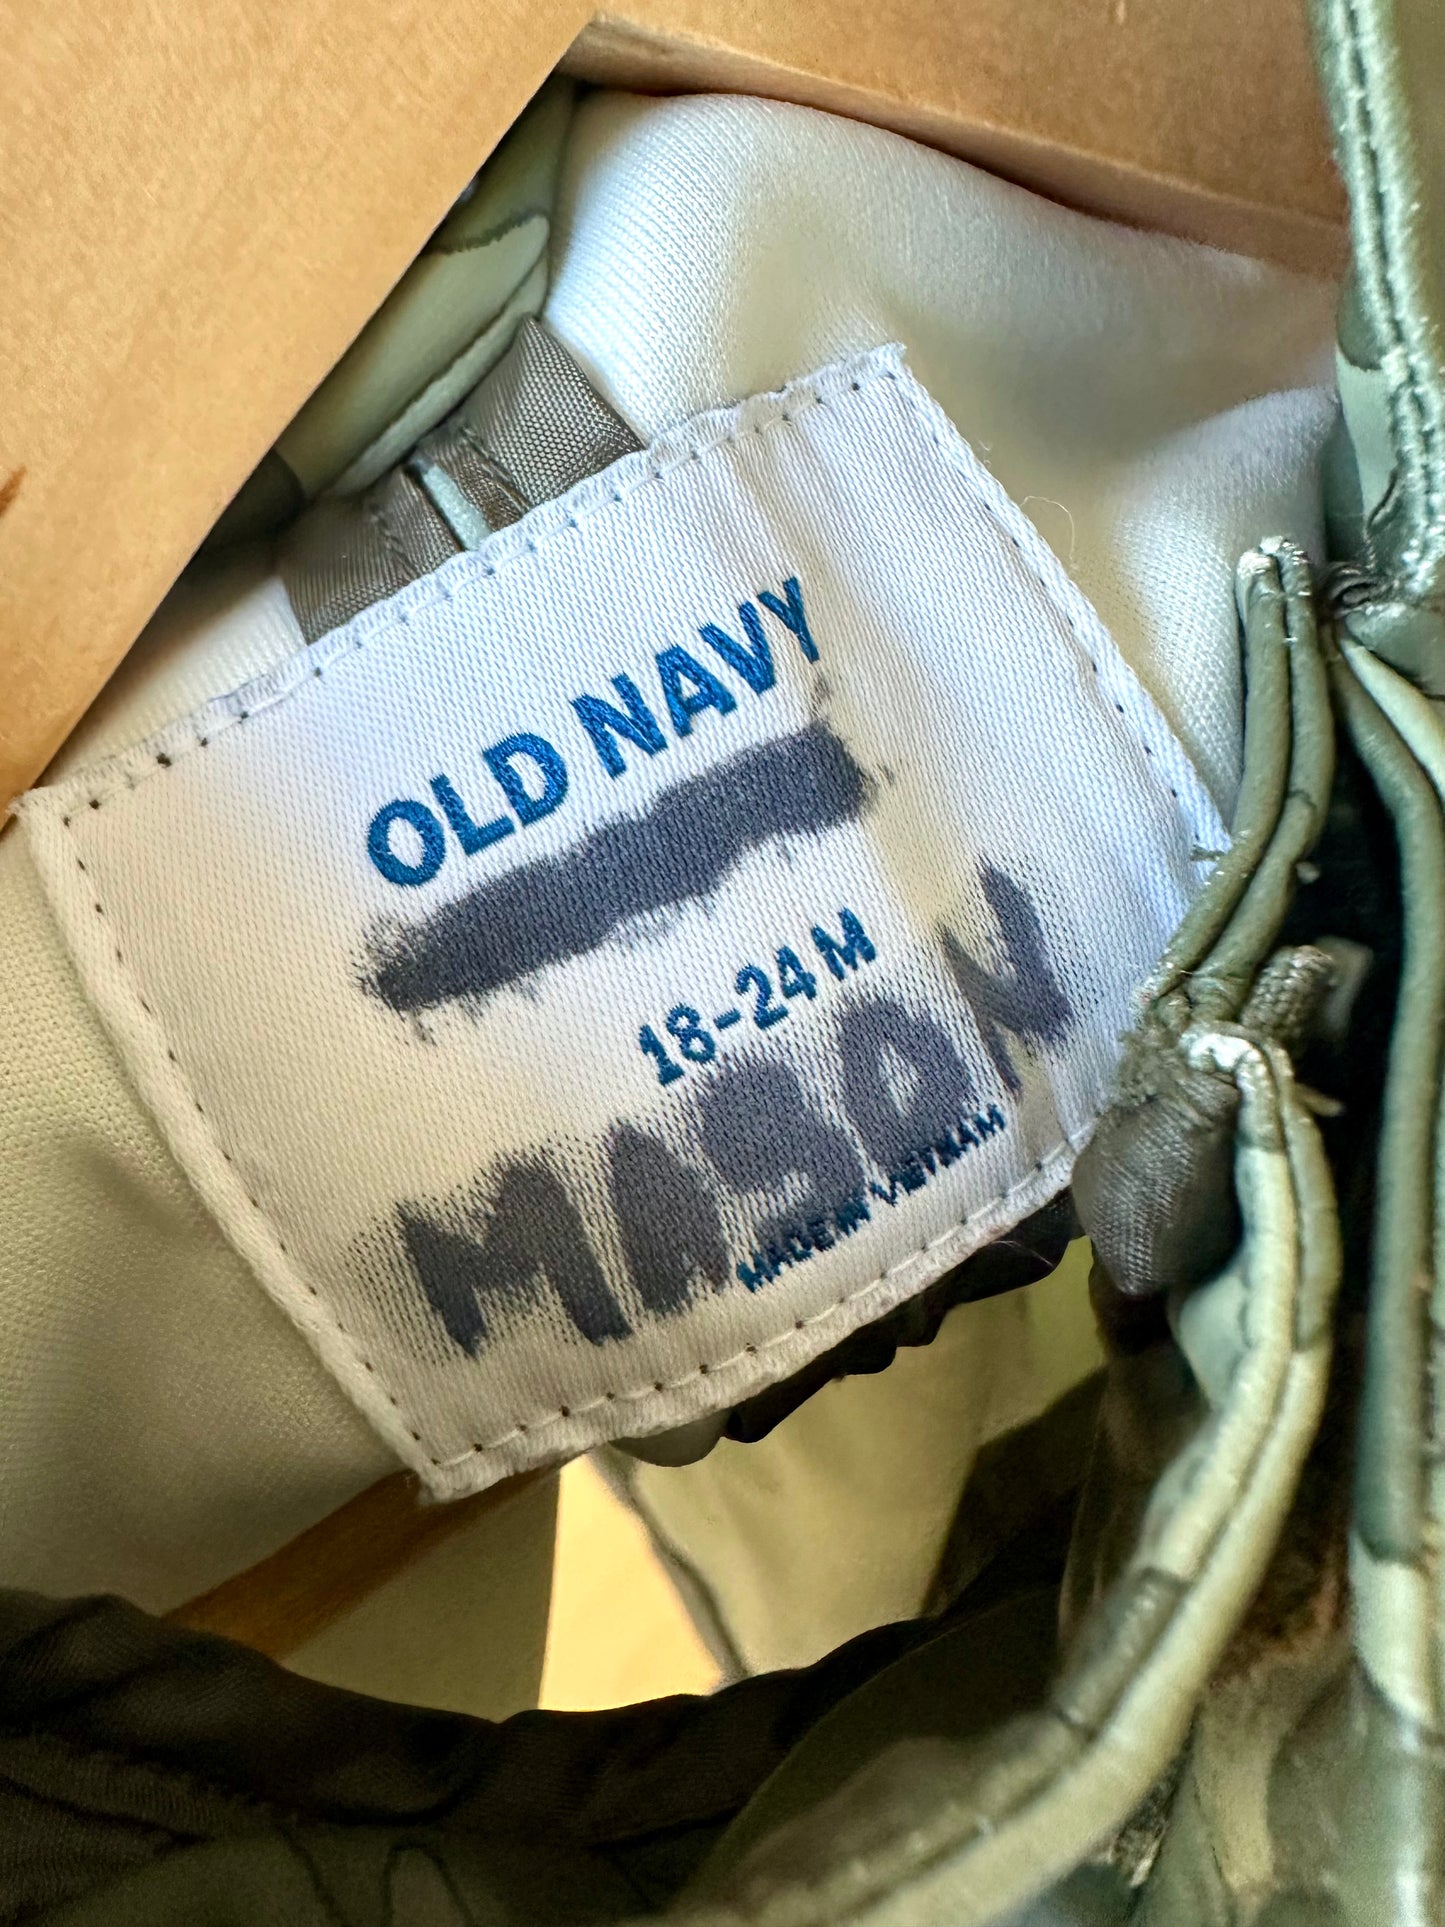 OLD NAVY
18-24 M
MASON
MADE IN VIETNAM